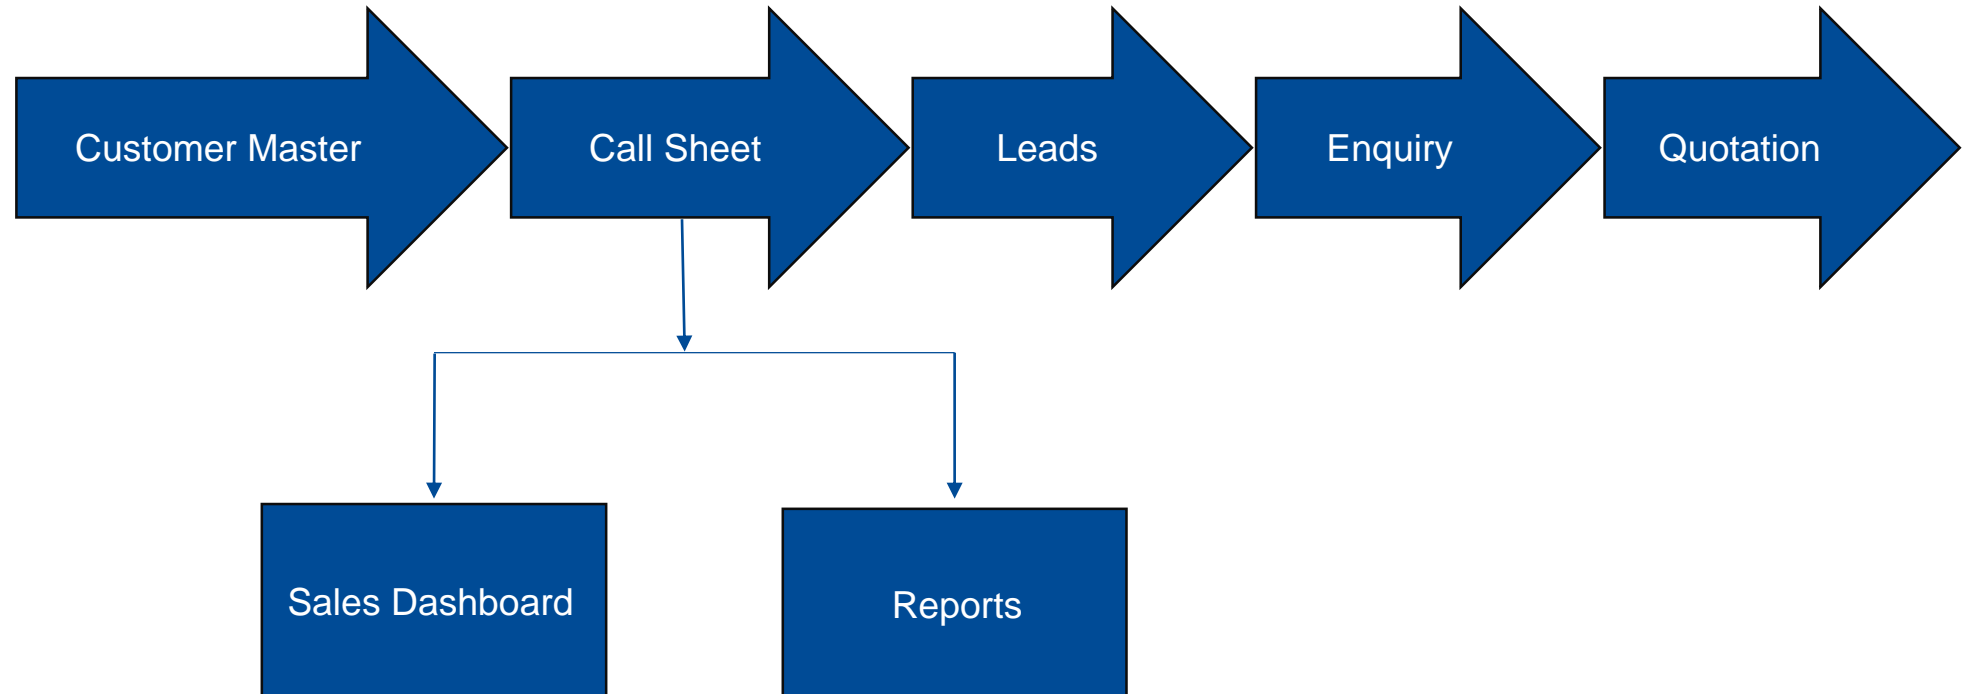 Customer Master
Call Sheet
Leads
Enquiry
Quotation
Sales Dashboard
Reports